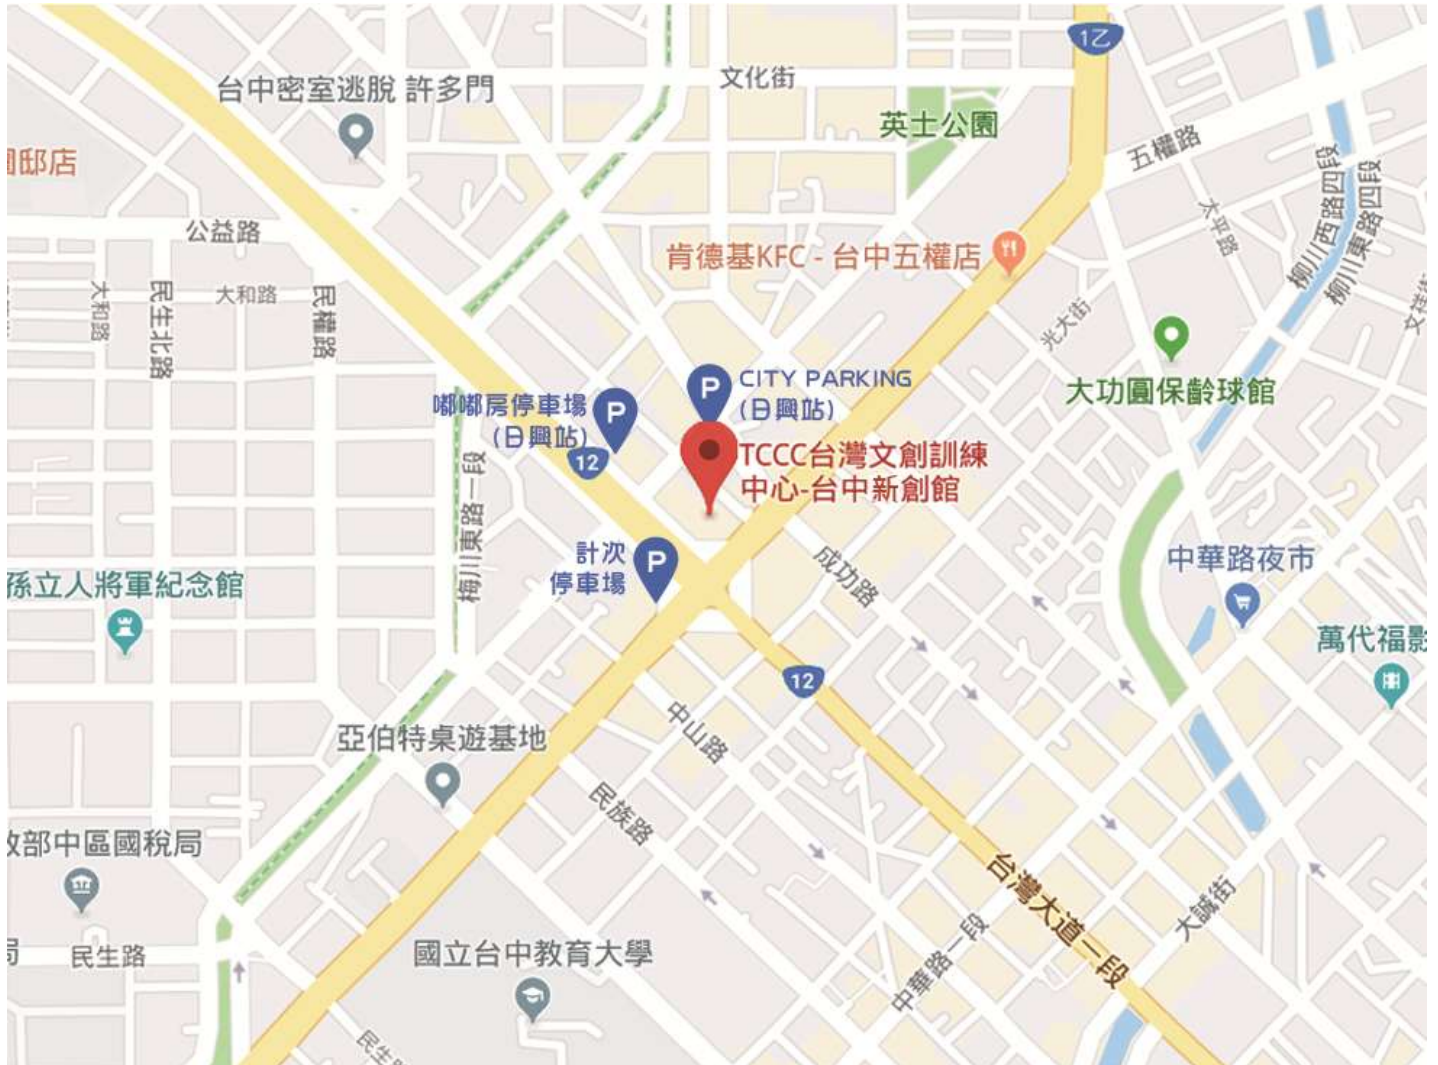 1乙
文化街
台中密室逃脫 許多門
英士公園
五權路
邸店
柳川西路四段
柳川東路四段
太平路
公益路
肯德基KFC - 台中五權店
大和路
民生北路
大和路
民權路
光大街
CITY PARKING
(日興站)
嘟嘟房停車場
(日興站)
大功圓保齡球館
12
TCCC台灣文創訓練
中心-台中新創館
梅川東路一段
計次
停車場
成功路
中華路夜市
孫立人將軍紀念館
萬代福影
12
中山路
亞伯特桌遊基地
民族路
部中區國稅局
台灣大道一段
大誠街
中華路一段
民生路
國立台中教育大學
民生